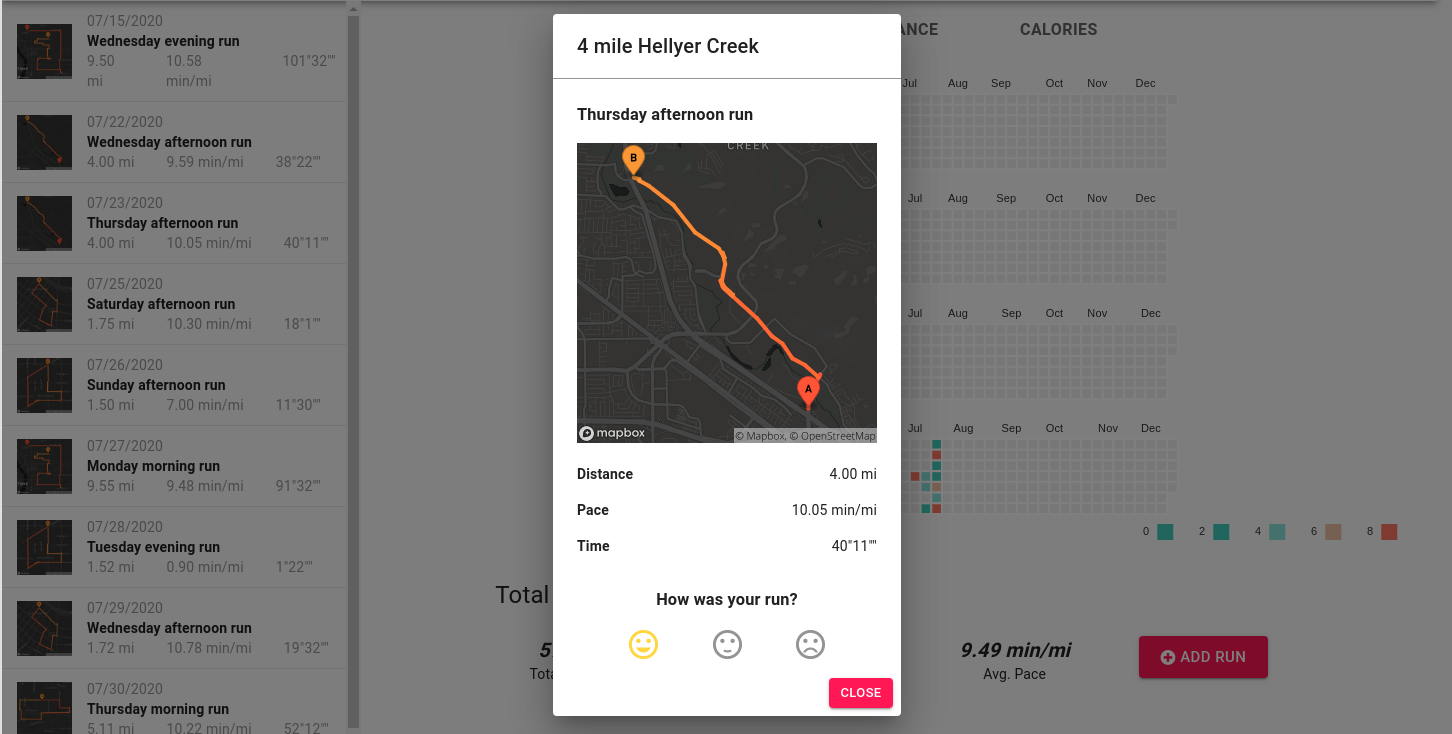 07/15/2020
Wednesday evening run
9.50 mi
10.58 min/mi
101"32""
07/22/2020
Wednesday afternoon run
4.00 mi 9.59 min/mi 38"22""
07/23/2020
Thursday afternoon run
4.00 mi 10.05 min/mi 40"11""
07/25/2020
Saturday afternoon run
1.75 mi 10.30 min/mi 18"1""
07/26/2020
Sunday afternoon run
1.50 mi 7.00 min/mi 11"30""
07/27/2020
Monday morning run
9.55 mi 9.48 min/mi 91"32""
07/28/2020
Tuesday evening run
1.52 mi 0.90 min/mi 1"22""
07/29/2020
Wednesday afternoon run
1.72 mi 10.78 min/mi 19"32""
07/30/2020
Thursday morning run
5.11 mi 10.22 min/mi 52"12""
4 mile Hellyer Creek
Thursday afternoon run
CREEK
B
A
mapbox
© Mapbox, © OpenStreetMap
Distance 4.00 mi
Pace 10.05 min/mi
Time 40"11""
How was your run?
CLOSE
ANCE CALORIES
Jul Aug Sep Oct Nov Dec
Jul Aug Sep Oct Nov Dec
Jul Aug Sep Oct Nov Dec
Jul Aug Sep Oct Nov Dec
0 2 4 6 8
Total
5
Tota
9.49 min/mi
Avg. Pace
ADD RUN